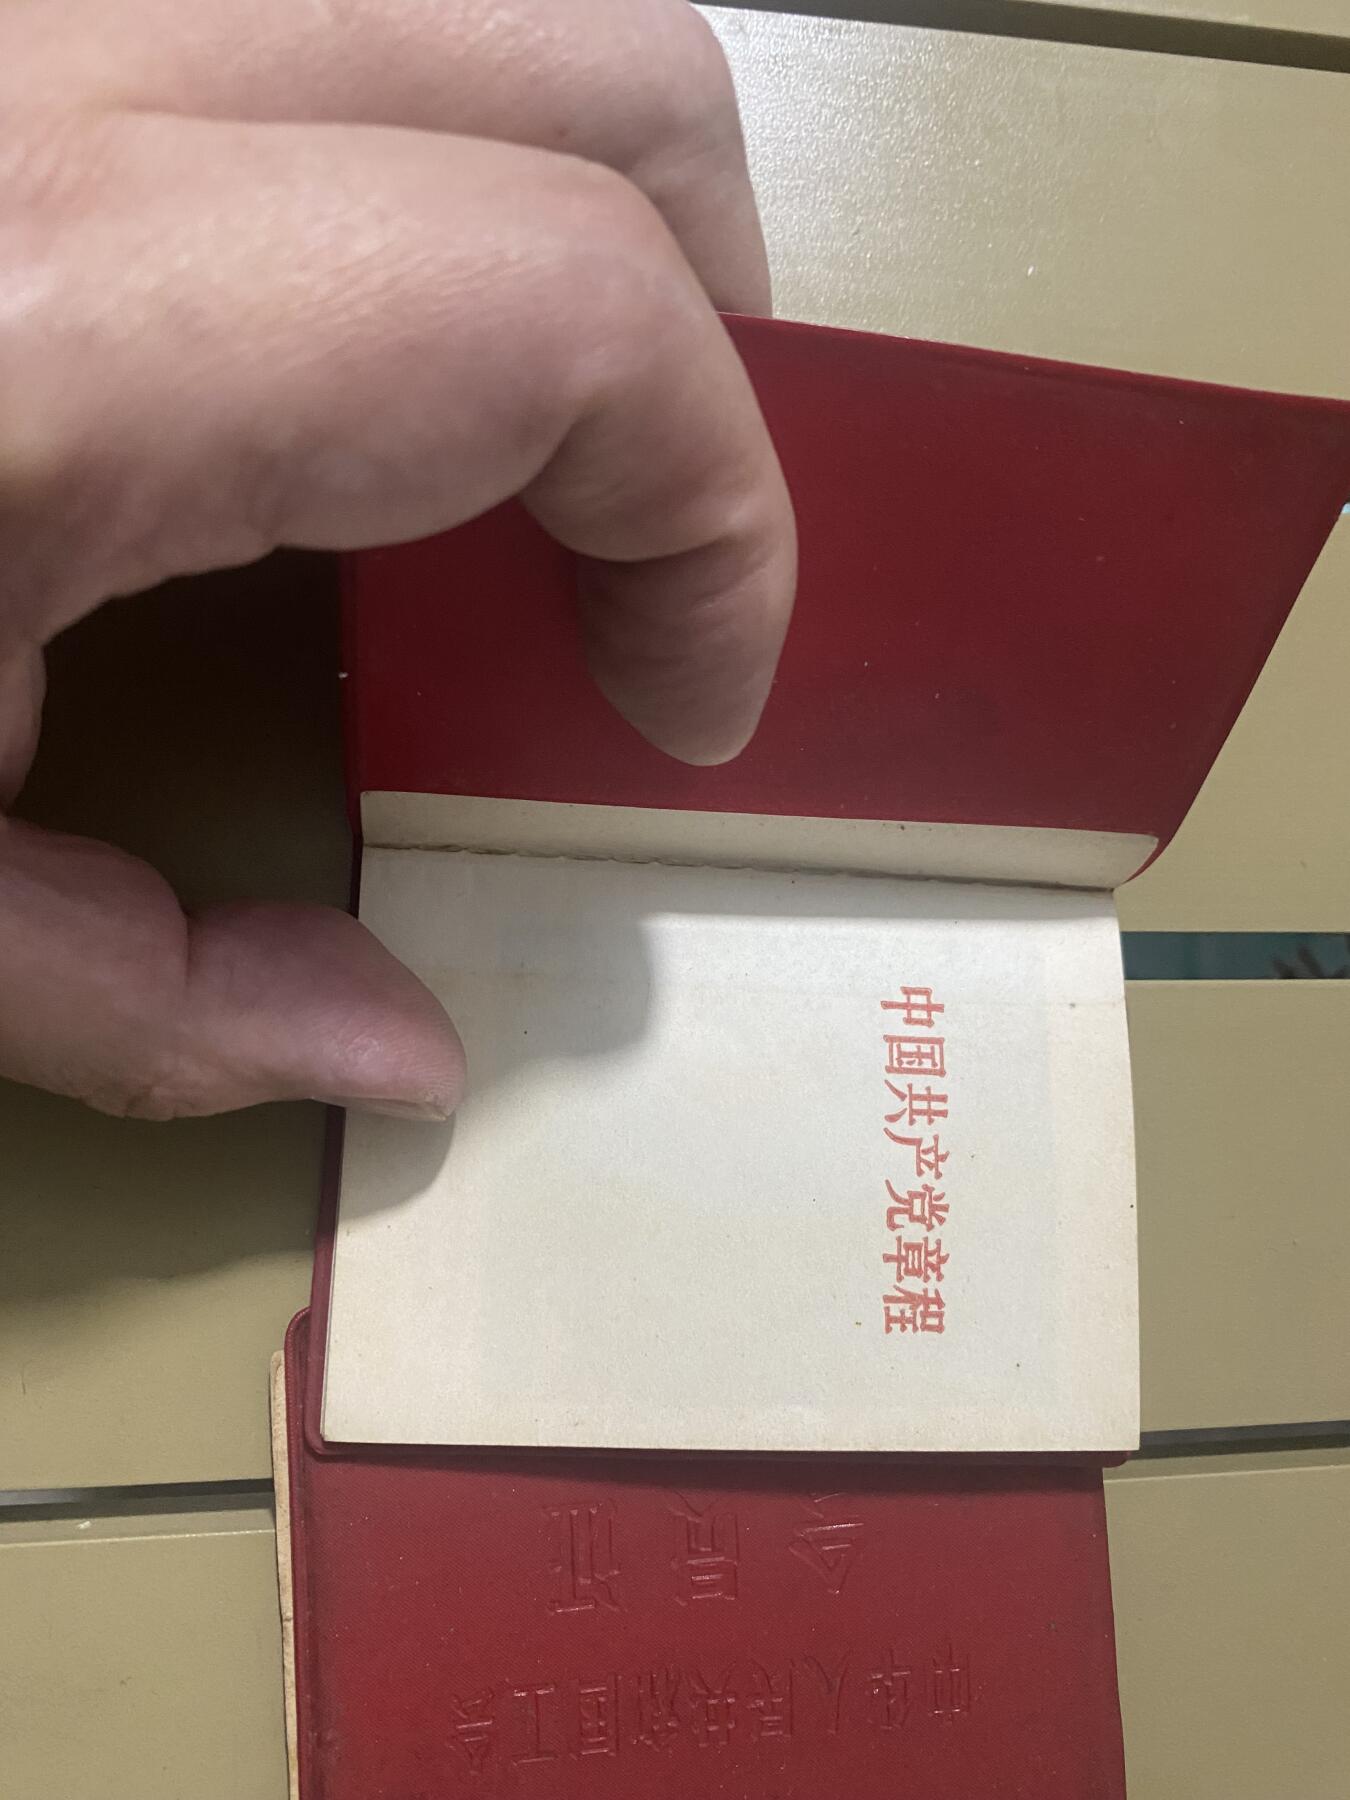 中国共产党章程
中华人民共和国工会
会员证